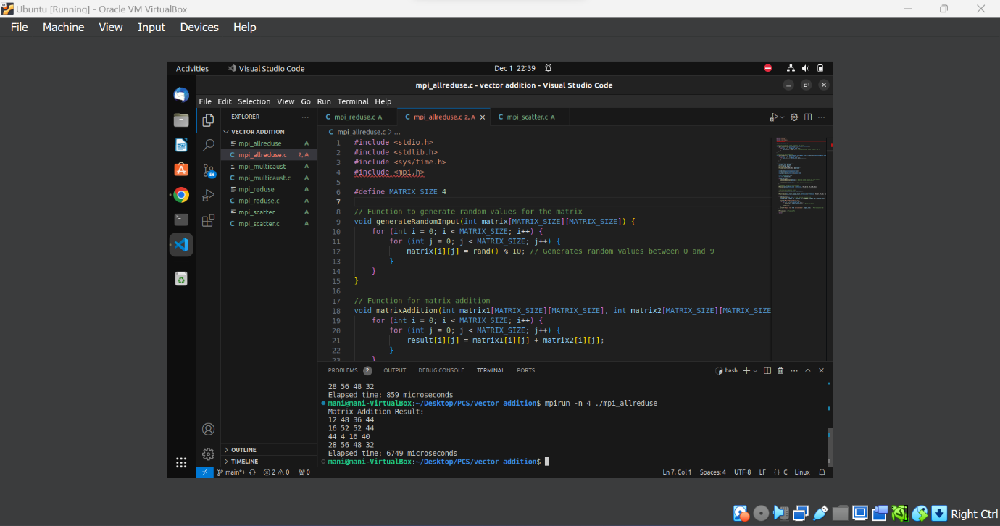 Ubuntu [Running] - Oracle VM VirtualBox
File Machine View Input Devices Help
Activities Visual Studio Code Dec 1 22:39
mpi_allreduse.c - vector addition - Visual Studio Code
File Edit Selection View Go Run Terminal Help
EXPLORER
VECTOR ADDITION
mpi_allreduse A
mpi_allreduse.c 2, A
mpi_multicaust A
mpi_multicaust.c A
mpi_reduse A
mpi_reduse.c A
mpi_scatter A
mpi_scatter.c A
OUTLINE
TIMELINE
mpi_reduse.c A mpi_allreduse.c 2, A mpi_scatter.c A
mpi_allreduse.c > ...
1 #include <stdio.h>
2 #include <stdlib.h>
3 #include <sys/time.h>
4 #include <mpi.h>
5
6 #define MATRIX_SIZE 4
7
8 // Function to generate random values for the matrix
9 void generateRandomInput(int matrix[MATRIX_SIZE][MATRIX_SIZE]) {
10 for (int i = 0; i < MATRIX_SIZE; i++) {
11 for (int j = 0; j < MATRIX_SIZE; j++) {
12 matrix[i][j] = rand() % 10; // Generates random values between 0 and 9
13 }
14 }
15 }
16
17 // Function for matrix addition
18 void matrixAddition(int matrix1[MATRIX_SIZE][MATRIX_SIZE], int matrix2[MATRIX_SIZE][MATRIX_SIZE
19 for (int i = 0; i < MATRIX_SIZE; i++) {
20 for (int j = 0; j < MATRIX_SIZE; j++) {
21 result[i][j] = matrix1[i][j] + matrix2[i][j];
22 }
23 }
PROBLEMS 2 OUTPUT DEBUG CONSOLE TERMINAL PORTS bash
28 56 48 32
Elapsed time: 859 microseconds
mani@mani-VirtualBox:~/Desktop/PCS/vector addition$ mpirun -n 4 ./mpi_allreduse
Matrix Addition Result:
12 48 36 44
16 52 52 44
44 4 16 40
28 56 48 32
Elapsed time: 6749 microseconds
mani@mani-VirtualBox:~/Desktop/PCS/vector addition$
main*+ 2 0 0 Ln 7, Col 1 Spaces: 4 UTF-8 LF {} C Linux
Right Ctrl